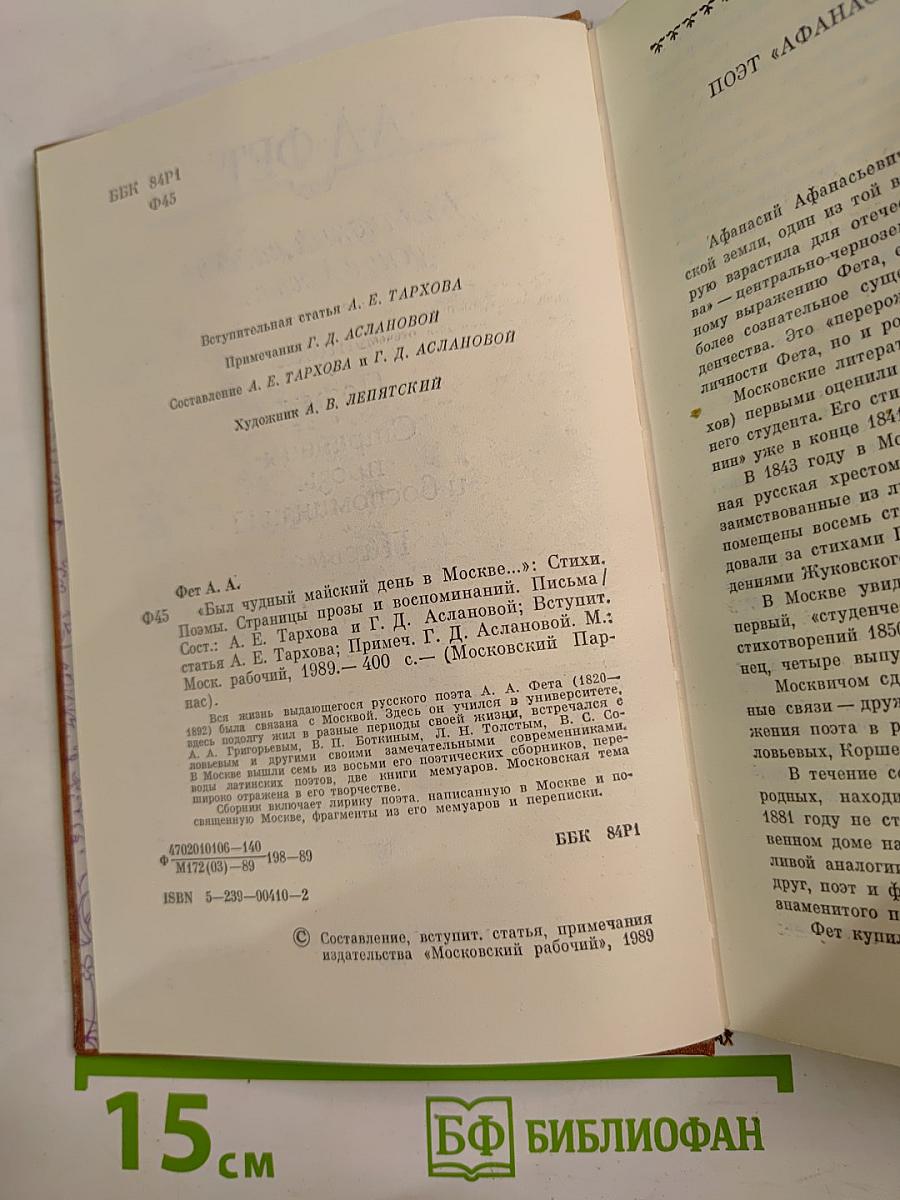 ББК 84Р1
Ф45
Вступительная статья А. Е. ТАРХОВА
Примечания Г. Д. АСЛАНОВОЙ
Составление А. Е. ТАРХОВА и Г. Д. АСЛАНОВОЙ
Художник А. В. ЛЕПЯТСКИЙ
Фет А. А.
Ф45 «Был чудный майский день в Москве...»: Стихи.
Поэмы. Страницы прозы и воспоминаний. Письма/
Сост.: А. Е. Тархова и Г. Д. Аслановой; Вступит.
статья А. Е. Тархова; Примеч. Г. Д. Аслановой. М.:
Моск. рабочий, 1989.— 400 с.— (Московский Пар-
нас).
Вся жизнь выдающегося русского поэта А. А. Фета (1820—
1892) была связана с Москвой. Здесь он учился в университете,
здесь подолгу жил в разные периоды своей жизни, встречался с
А. А. Григорьевым, В. П. Боткиным, Л. Н. Толстым, В. С. Со-
ловьевым и другими своими замечательными современниками.
В Москве вышли семь из восьми его поэтических сборников, пере-
воды латинских поэтов, две книги мемуаров. Московская тема
широко отражена в его творчестве.
Сборник включает лирику поэта, написанную в Москве и по-
священную Москве, фрагменты из его мемуаров и переписки.
Ф 4702010106—140
М172(03)—89 198—89
ББК 84Р1
ISBN 5—239—00410—2
© Составление, вступит. статья, примечания
издательства «Московский рабочий», 1989
ПОЭТ «АФАНАС
Афанасий Афанасьевич
ской земли, один из той в
рую взрастила для отечес
ва» — центрально-чернозем
ному выражению Фета, с
более сознательное суще
денчества. Это «перерож
личности Фета, но и ро
Московские литерат
хов) первыми оценили
него студента. Его сти
нин» уже в конце 1841
В 1843 году в Мо
ная русская хрестом
заимствованные из л
помещены восемь ст
довали за стихами
дениями Жуковского
В Москве увид
первый, «студенче
стихотворений 1850
нец, четыре выпу
Москвичом сд
ные связи — друж
жения поэта в р
ловьевых, Корше
В течение со
родных, находи
1881 году не ст
венном доме на
ливой аналогии
друг, поэт и ф
знаменитого п
Фет купил
15 см
БФ БИБЛИОФАН